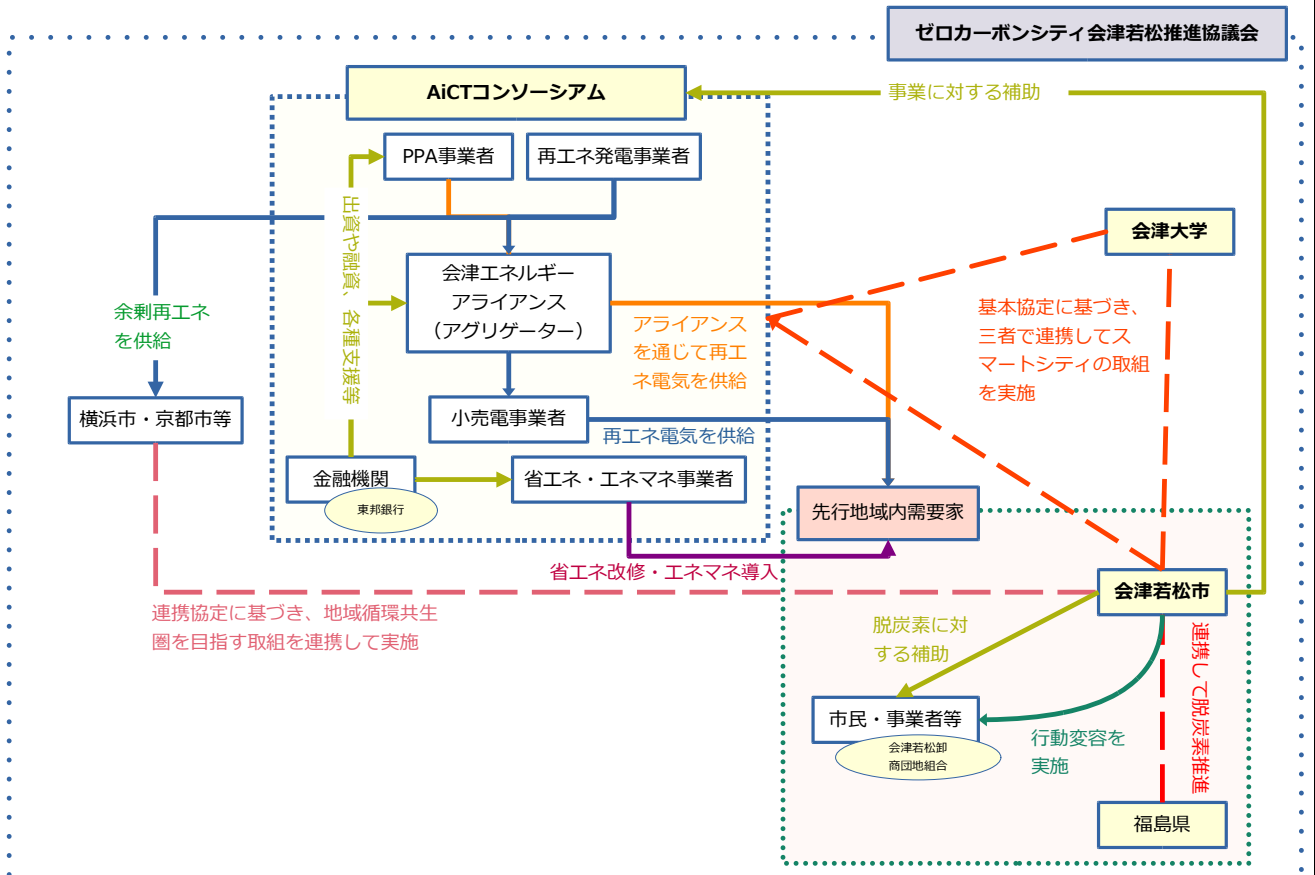 ゼロカーボンシティ会津若松推進協議会
AiCTコンソーシアム
事業に対する補助
PPA事業者
再エネ発電事業者
出資や融資、各種支援等
会津大学
会津エネルギー
アライアンス
（アグリゲーター）
余剰再エネ
を供給
アライアンス
を通じて再エ
ネ電気を供給
基本協定に基づき、
三者で連携してス
マートシティの取組
を実施
横浜市・京都市等
小売電事業者
再エネ電気を供給
金融機関
東邦銀行
省エネ・エネマネ事業者
先行地域内需要家
省エネ改修・エネマネ導入
連携協定に基づき、地域循環共生
圏を目指す取組を連携して実施
会津若松市
脱炭素に対
する補助
連携して脱炭素推進
市民・事業者等
会津若松卸
商団地組合
行動変容を
実施
福島県